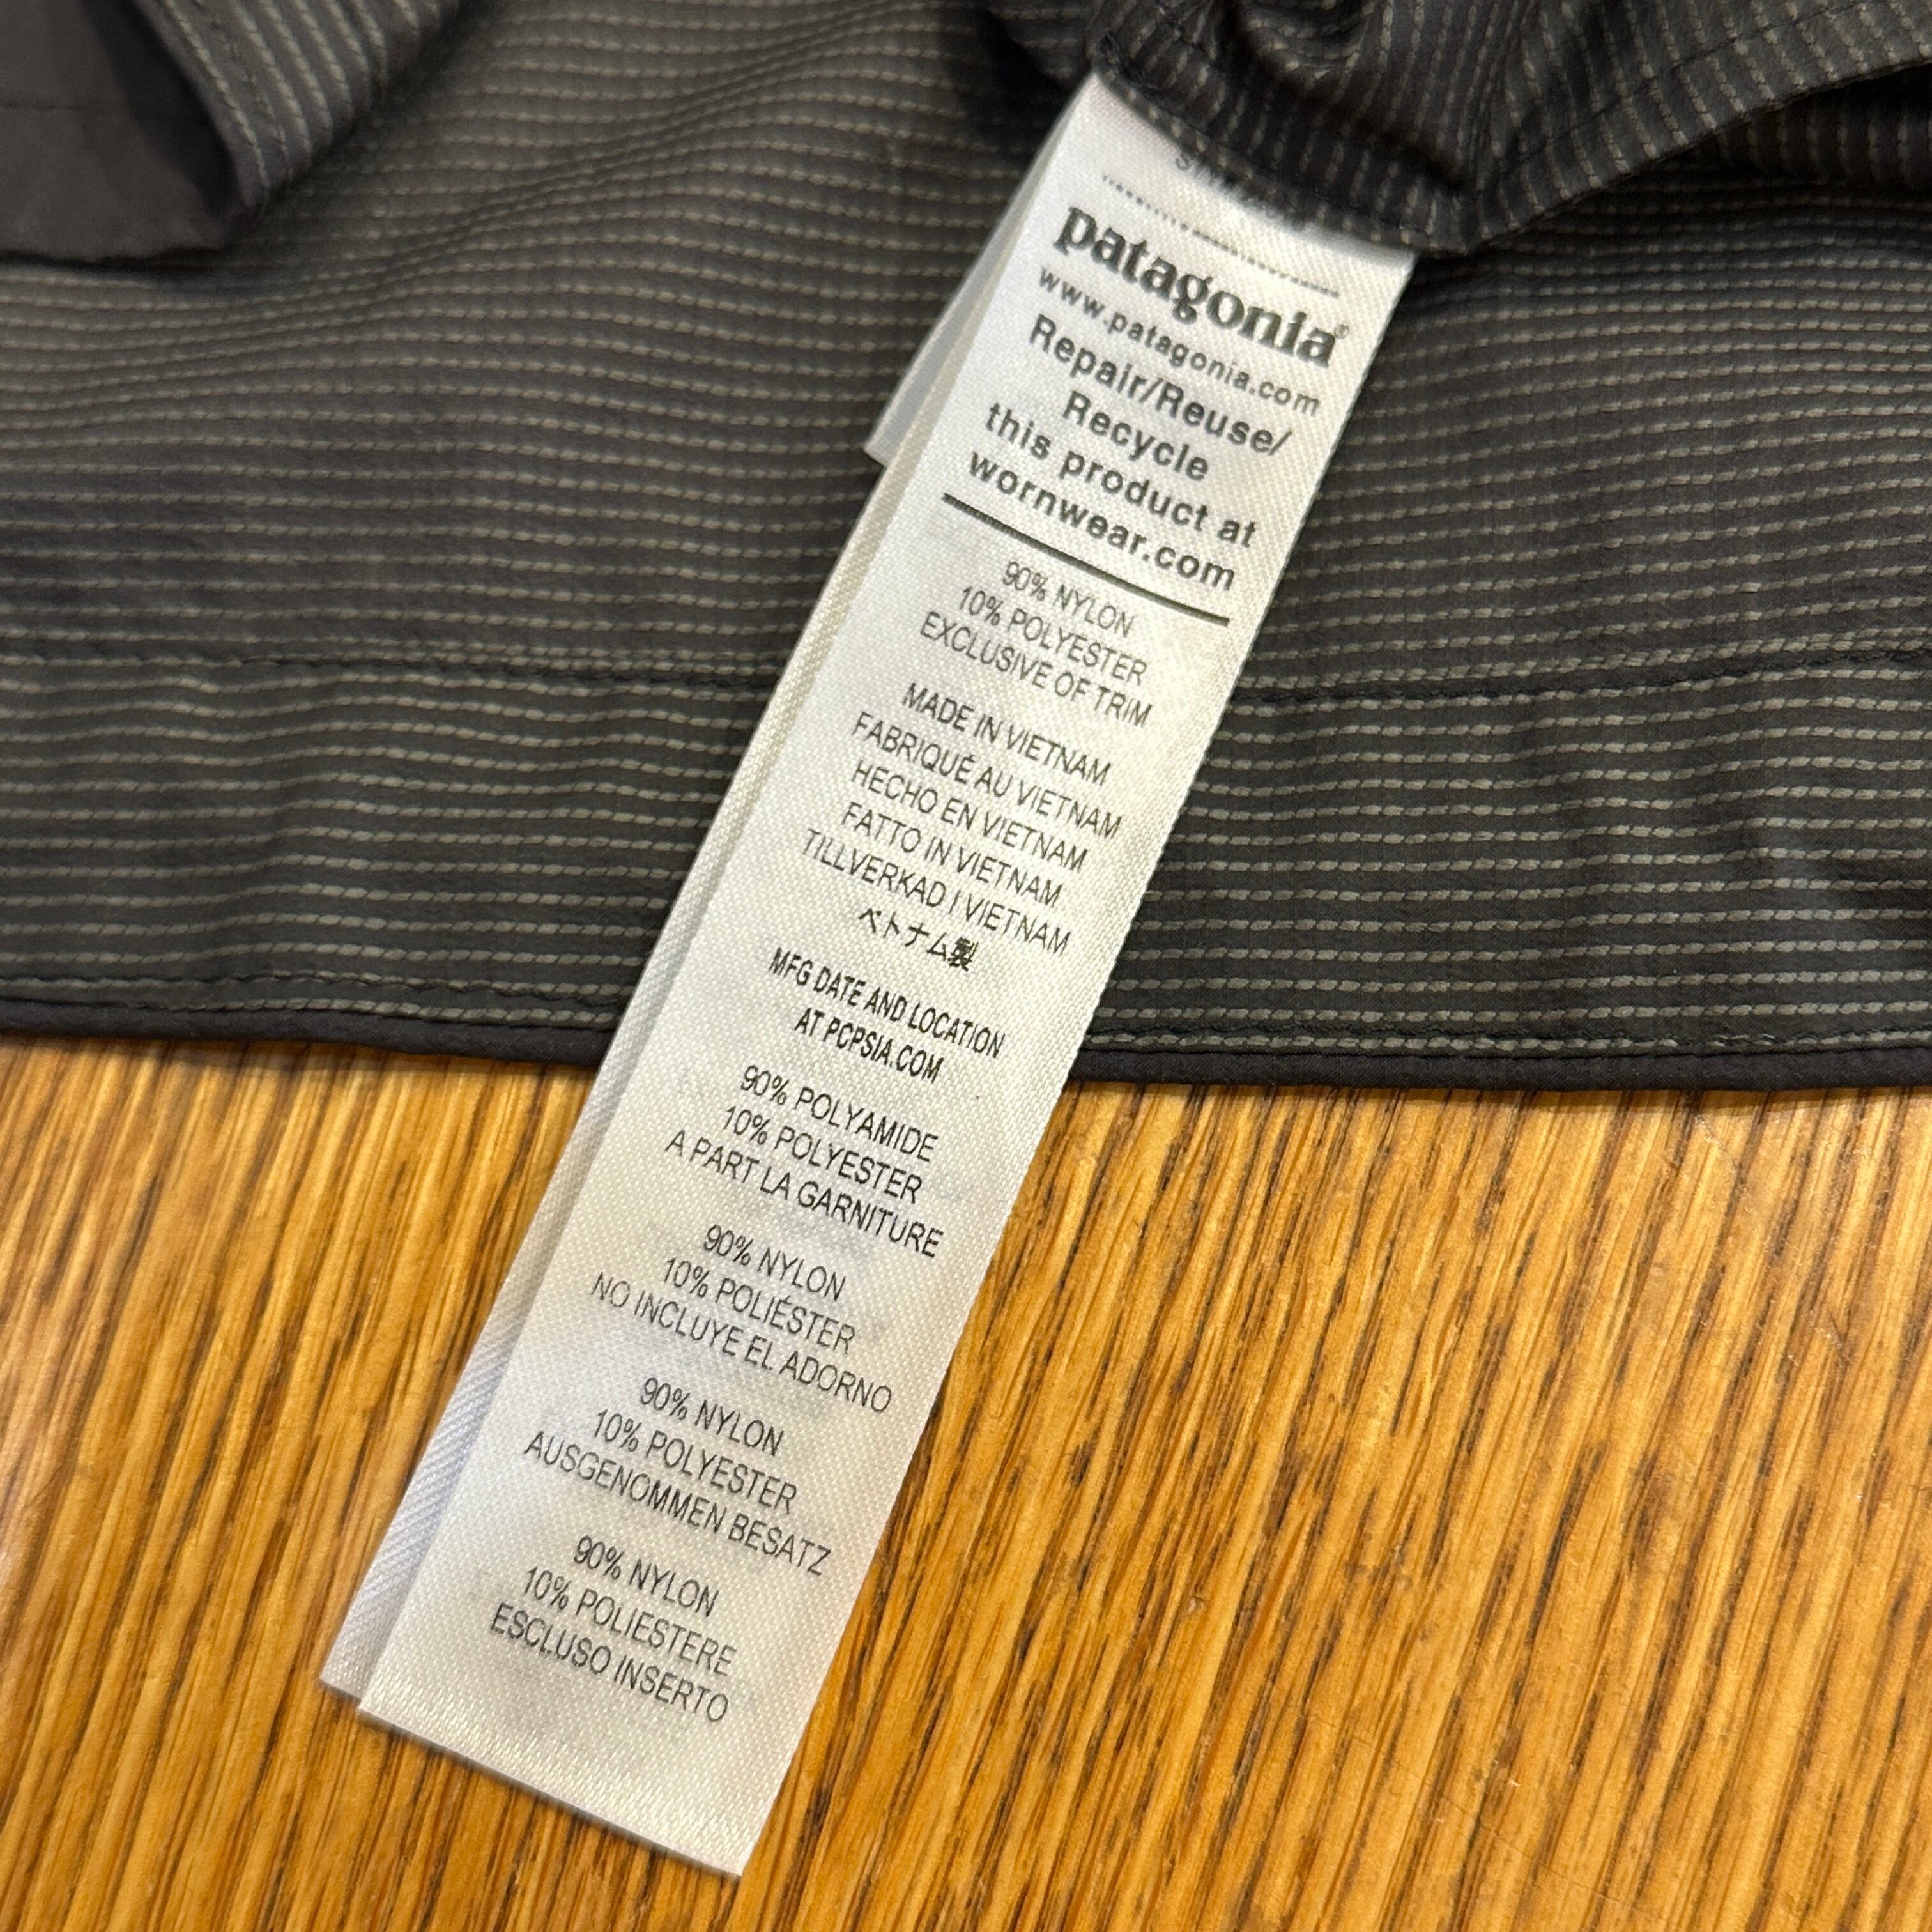 patagonia®
www.patagonia.com
Repair/Reuse/
Recycle
this product at
wornwear.com
90% NYLON
10% POLYESTER
EXCLUSIVE OF TRIM
MADE IN VIETNAM
FABRIQUÉ AU VIETNAM
HECHO EN VIETNAM
FATTO IN VIETNAM
TILLVERKAD I VIETNAM
ベトナム製
MFG DATE AND LOCATION
AT PCPSIA.COM
90% POLYAMIDE
10% POLYESTER
A PART LA GARNITURE
90% NYLON
10% POLIÉSTER
NO INCLUYE EL ADORNO
90% NYLON
10% POLYESTER
AUSGENOMMEN BESATZ
90% NYLON
10% POLIESTERE
ESCLUSO INSERTO